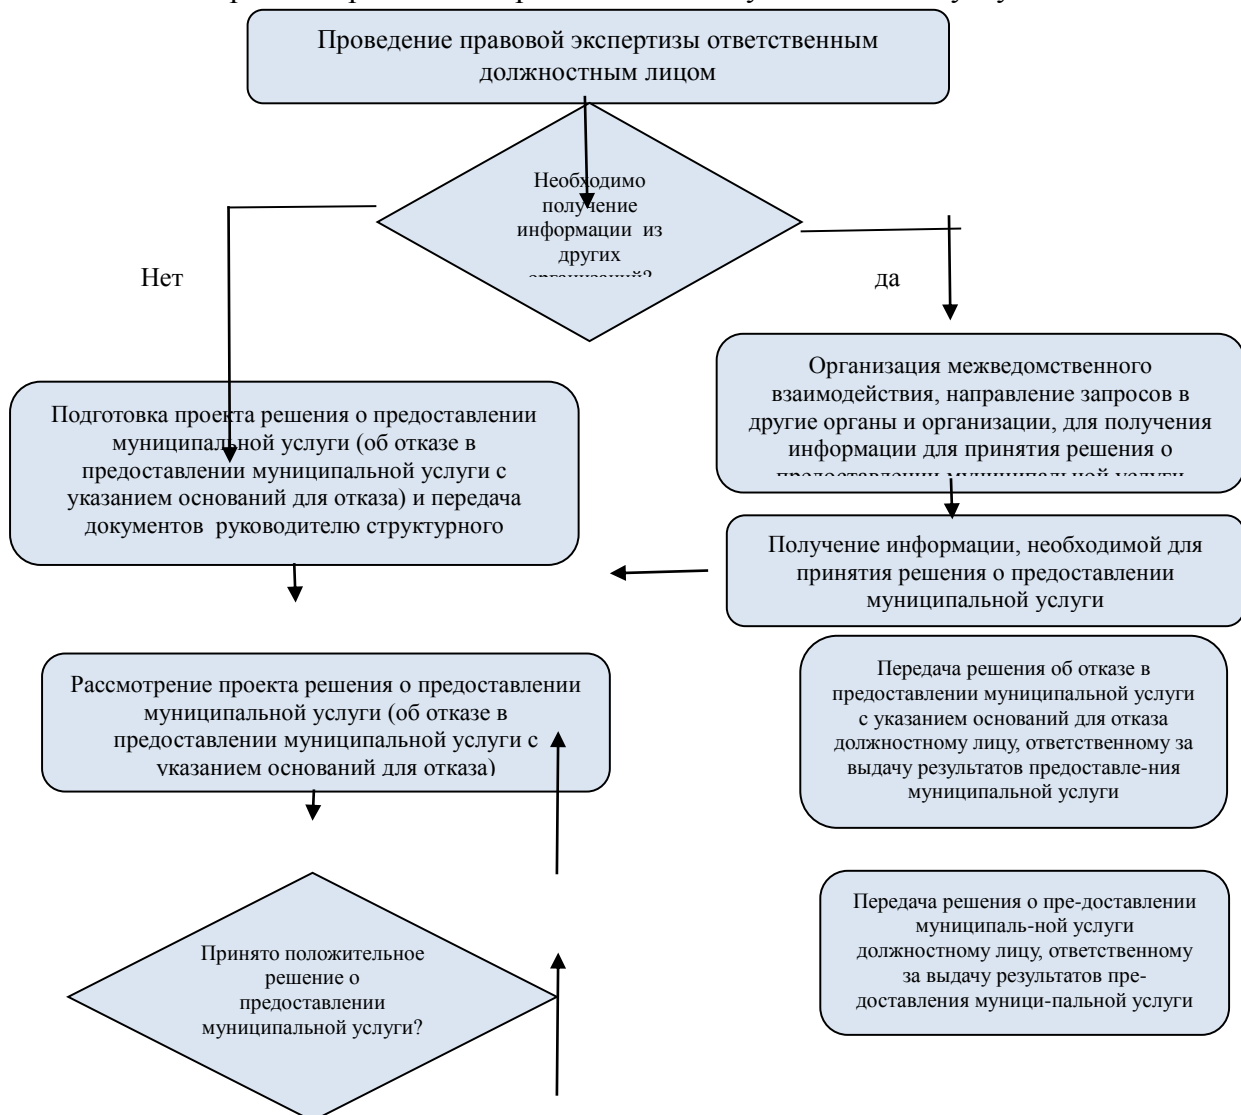 Проведение правовой экспертизы ответственным
должностным лицом
Необходимо
получение
информации из
других
организаций?
Нет
да
Организация межведомственного
взаимодействия, направление запросов в
другие органы и организации, для получения
информации для принятия решения о
предоставлении муниципальной услуги
Подготовка проекта решения о предоставлении
муниципальной услуги (об отказе в
предоставлении муниципальной услуги с
указанием оснований для отказа) и передача
документов руководителю структурного
Получение информации, необходимой для
принятия решения о предоставлении
муниципальной услуги
Рассмотрение проекта решения о предоставлении
муниципальной услуги (об отказе в
предоставлении муниципальной услуги с
указанием оснований для отказа)
Передача решения об отказе в
предоставлении муниципальной услуги
с указанием оснований для отказа
должностному лицу, ответственному за
выдачу результатов предоставле-ния
муниципальной услуги
Передача решения о пре-доставлении
муниципаль-ной услуги
должностному лицу, ответственному
за выдачу результатов пре-
доставления муници-пальной услуги
Принято положительное
решение о
предоставлении
муниципальной услуги?